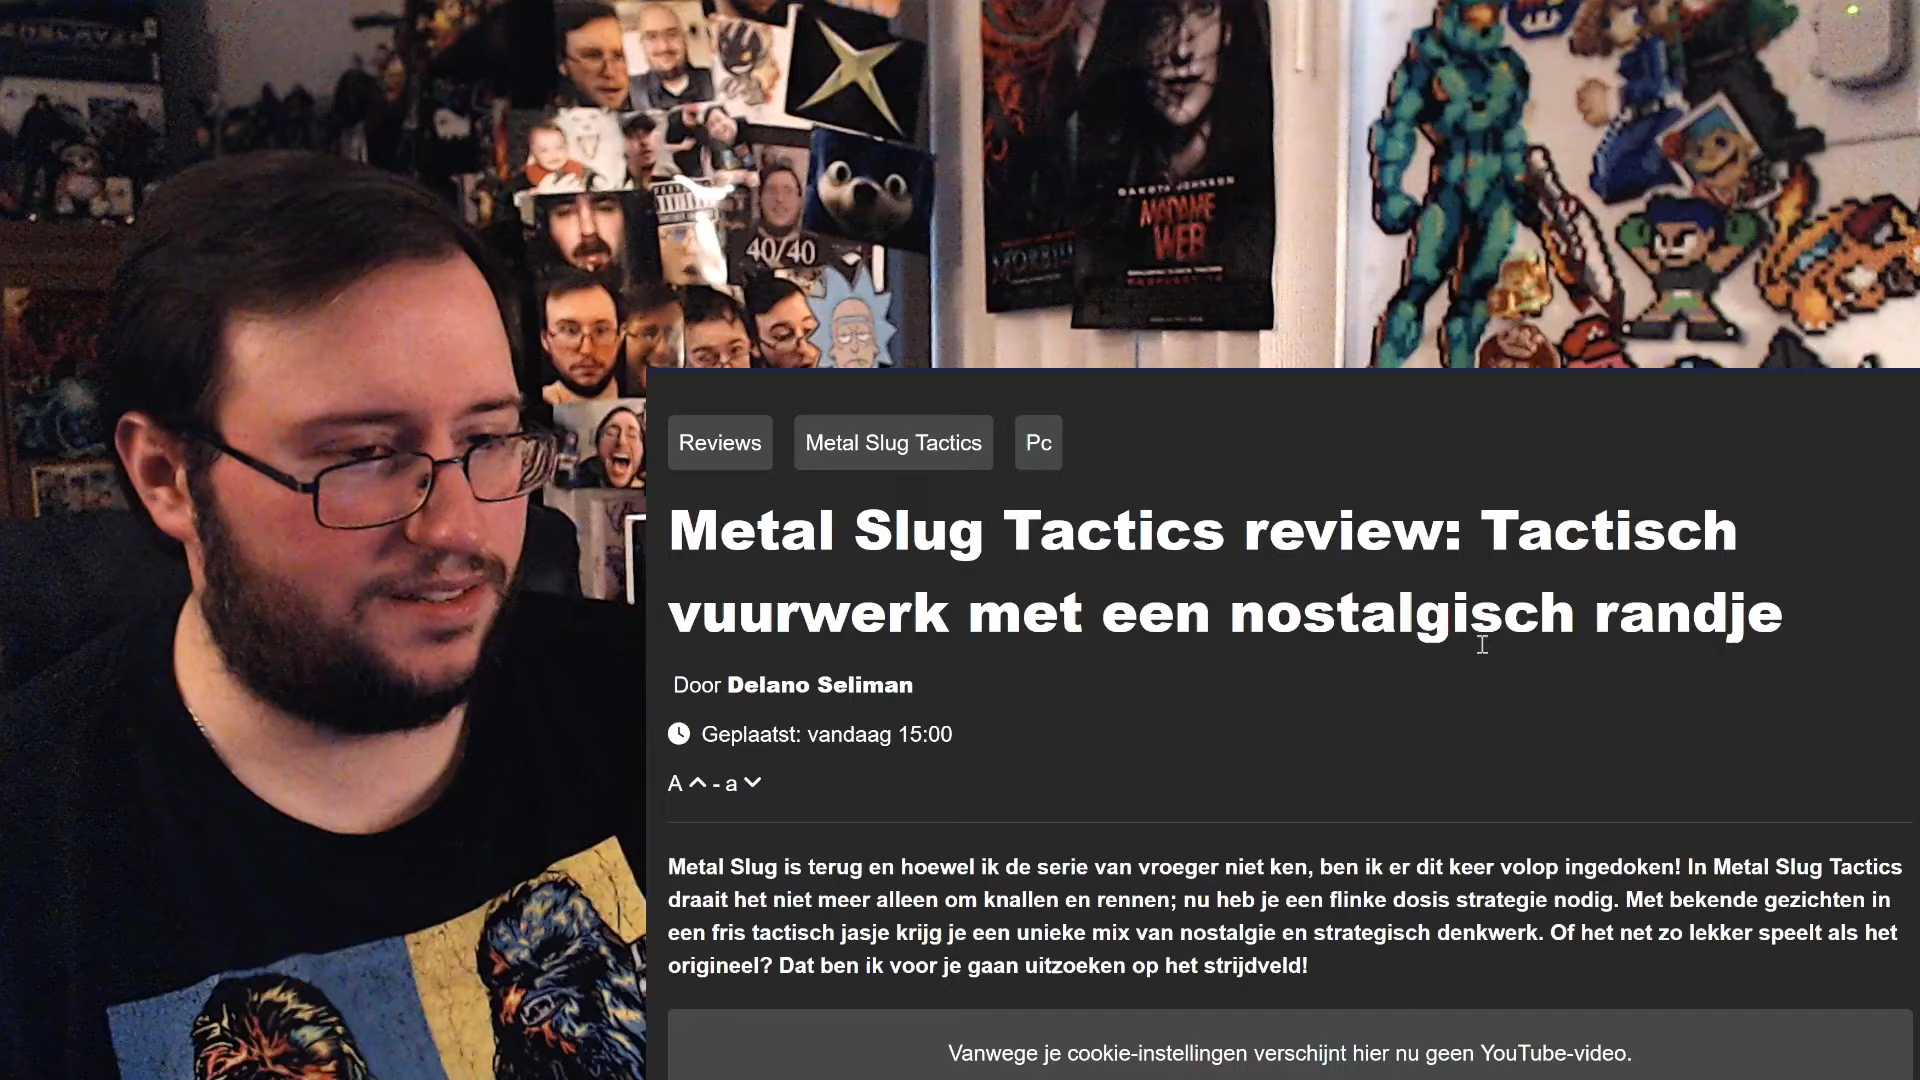 40/40
DAKOTA JOHNSON
MADAME
WEB
Reviews
Metal Slug Tactics
Pc
Metal Slug Tactics review: Tactisch
vuurwerk met een nostalgisch randje
Door Delano Seliman
Geplaatst: vandaag 15:00
A - a
Metal Slug is terug en hoewel ik de serie van vroeger niet ken, ben ik er dit keer volop ingedoken! In Metal Slug Tactics
draait het niet meer alleen om knallen en rennen; nu heb je een flinke dosis strategie nodig. Met bekende gezichten in
een fris tactisch jasje krijg je een unieke mix van nostalgie en strategisch denkwerk. Of het net zo lekker speelt als het
origineel? Dat ben ik voor je gaan uitzoeken op het strijdveld!
Vanwege je cookie-instellingen verschijnt hier nu geen YouTube-video.